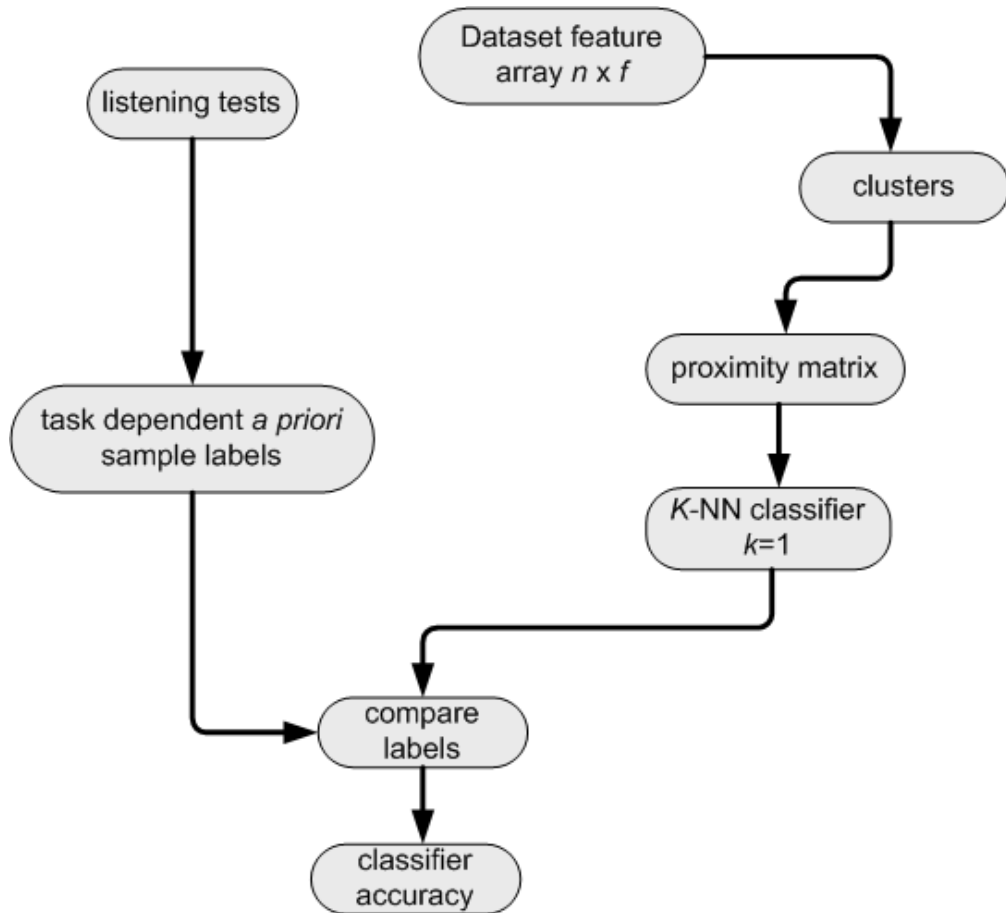 Dataset feature
array n x f
listening tests
clusters
proximity matrix
task dependent a priori
sample labels
K-NN classifier
k=1
compare
labels
classifier
accuracy